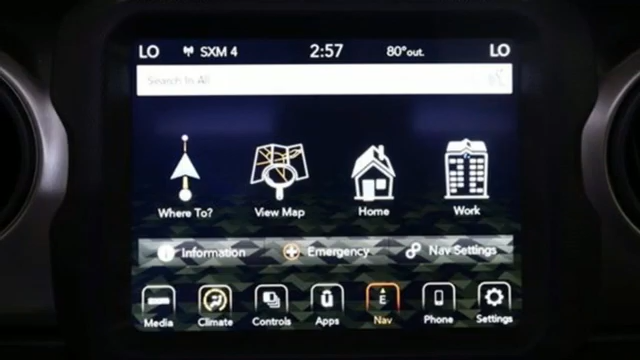 LO SXM 4 2:57 80°out. LO
Search In All
Where To? View Map Home Work
Information Emergency Nav Settings
E
Media Climate Controls Apps Nav Phone Settings